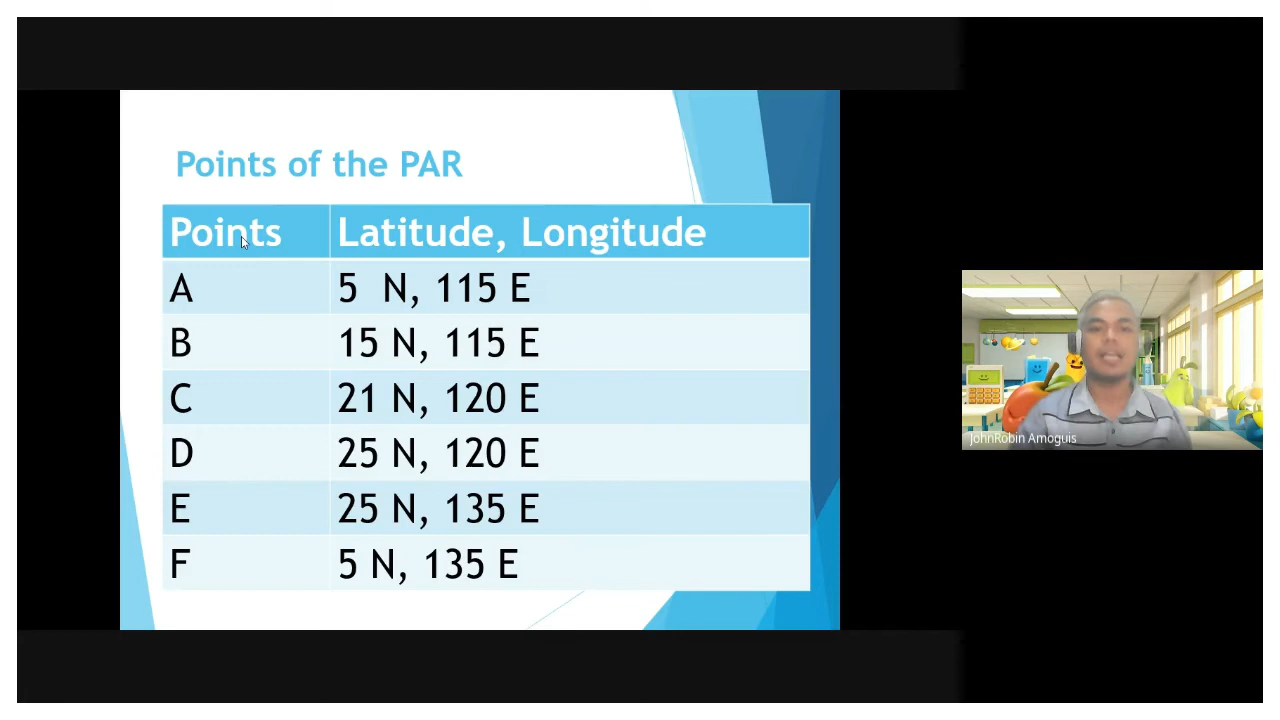 Points of the PAR
Points Latitude, Longitude
A 5 N, 115 E
B 15 N, 115 E
C 21 N, 120 E
D 25 N, 120 E
E 25 N, 135 E
F 5 N, 135 E
JohnRobin Amoguis